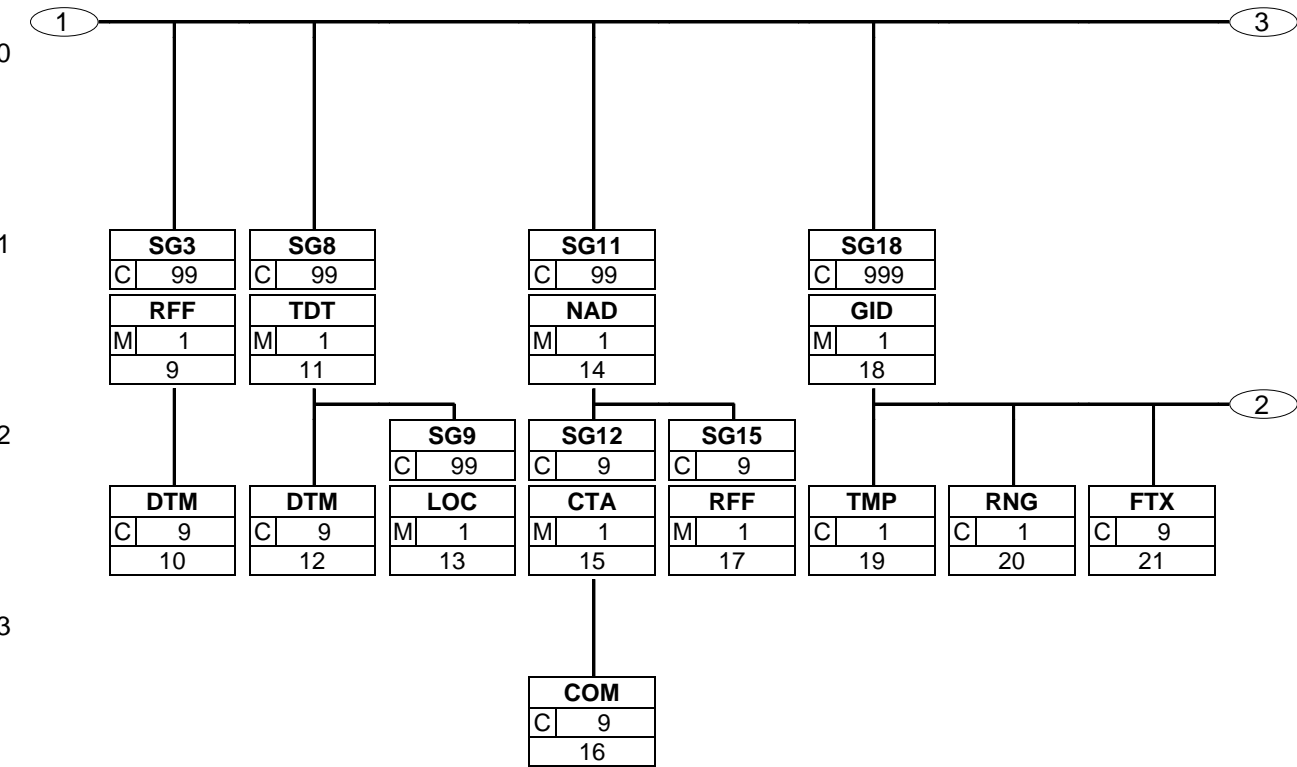 1 3
0
1
SG3 SG8 SG11 SG18
C 99 C 99 C 99 C 999
RFF TDT NAD GID
M 1 M 1 M 1 M 1
9 11 14 18
2
2
SG9 SG12 SG15
C 99 C 9 C 9
DTM DTM LOC CTA RFF TMP RNG FTX
C 9 C 9 M 1 M 1 M 1 C 1 C 1 C 9
10 12 13 15 17 19 20 21
3
COM
C 9
16